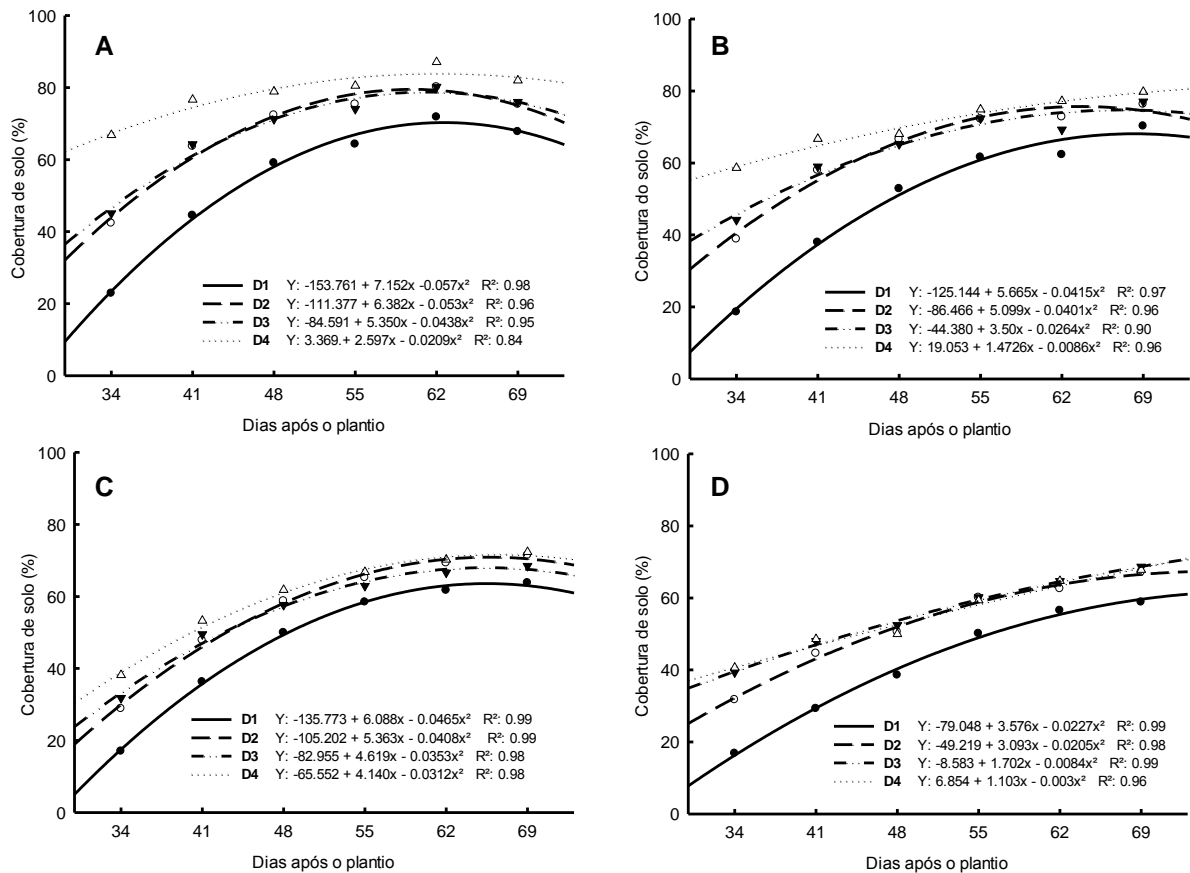 A
Cobertura de solo (%)
100
80
60
40
20
0
D1 Y: -153.761 + 7.152x -0.057x² R²: 0.98
D2 Y: -111.377 + 6.382x - 0.053x² R²: 0.96
D3 Y: -84.591 + 5.350x - 0.0438x² R²: 0.95
D4 Y: 3.369.+ 2.597x - 0.0209x² R²: 0.84
34 41 48 55 62 69
Dias após o plantio
B
Cobertura do solo (%)
100
80
60
40
20
0
D1 Y: -125.144 + 5.665x - 0.0415x² R²: 0.97
D2 Y: -86.466 + 5.099x - 0.0401x² R²: 0.96
D3 Y: -44.380 + 3.50x - 0.0264x² R²: 0.90
D4 Y: 19.053 + 1.4726x - 0.0086x² R²: 0.96
34 41 48 55 62 69
Dias após o plantio
C
Cobertura de solo (%)
100
80
60
40
20
0
D1 Y: -135.773 + 6.088x - 0.0465x² R²: 0.99
D2 Y: -105.202 + 5.363x - 0.0408x² R²: 0.99
D3 Y: -82.955 + 4.619x - 0.0353x² R²: 0.98
D4 Y: -65.552 + 4.140x - 0.0312x² R²: 0.98
34 41 48 55 62 69
Dias após o plantio
D
Cobertura de solo (%)
100
80
60
40
20
0
D1 Y: -79.048 + 3.576x - 0.0227x² R²: 0.99
D2 Y: -49.219 + 3.093x - 0.0205x² R²: 0.98
D3 Y: -8.583 + 1.702x - 0.0084x² R²: 0.99
D4 Y: 6.854 + 1.103x - 0.003x² R²: 0.96
34 41 48 55 62 69
Dias após o plantio